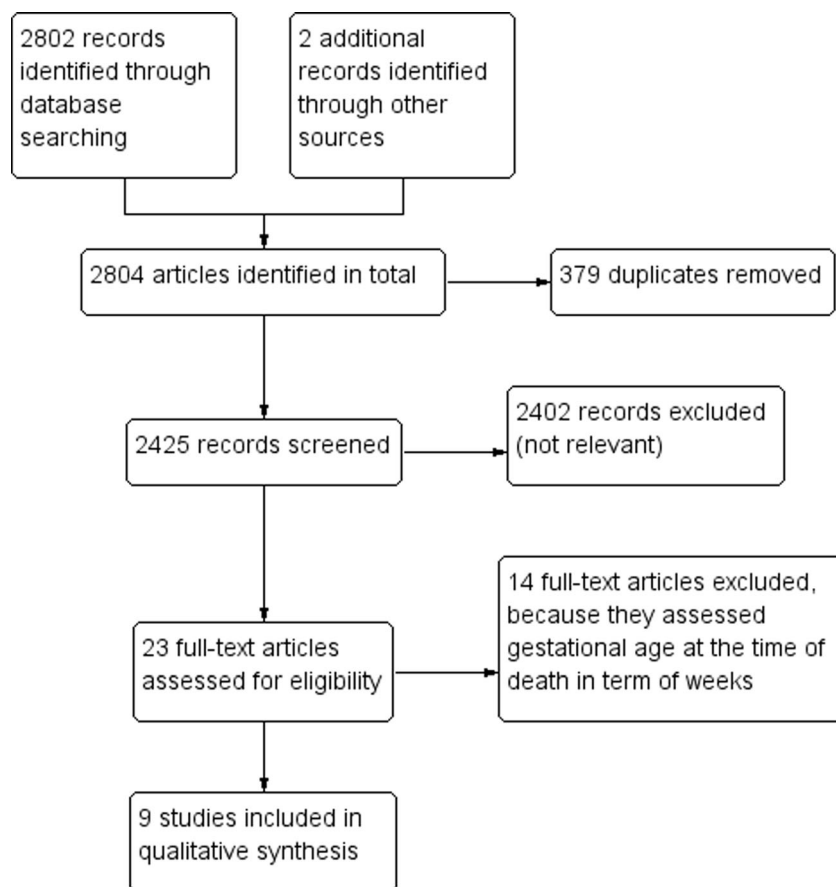 2802 records
identified through
database
searching
2 additional
records identified
through other
sources
2804 articles identified in total
379 duplicates removed
2425 records screened
2402 records excluded
(not relevant)
23 full-text articles
assessed for eligibility
14 full-text articles excluded,
because they assessed
gestational age at the time of
death in term of weeks
9 studies included in
qualitative synthesis